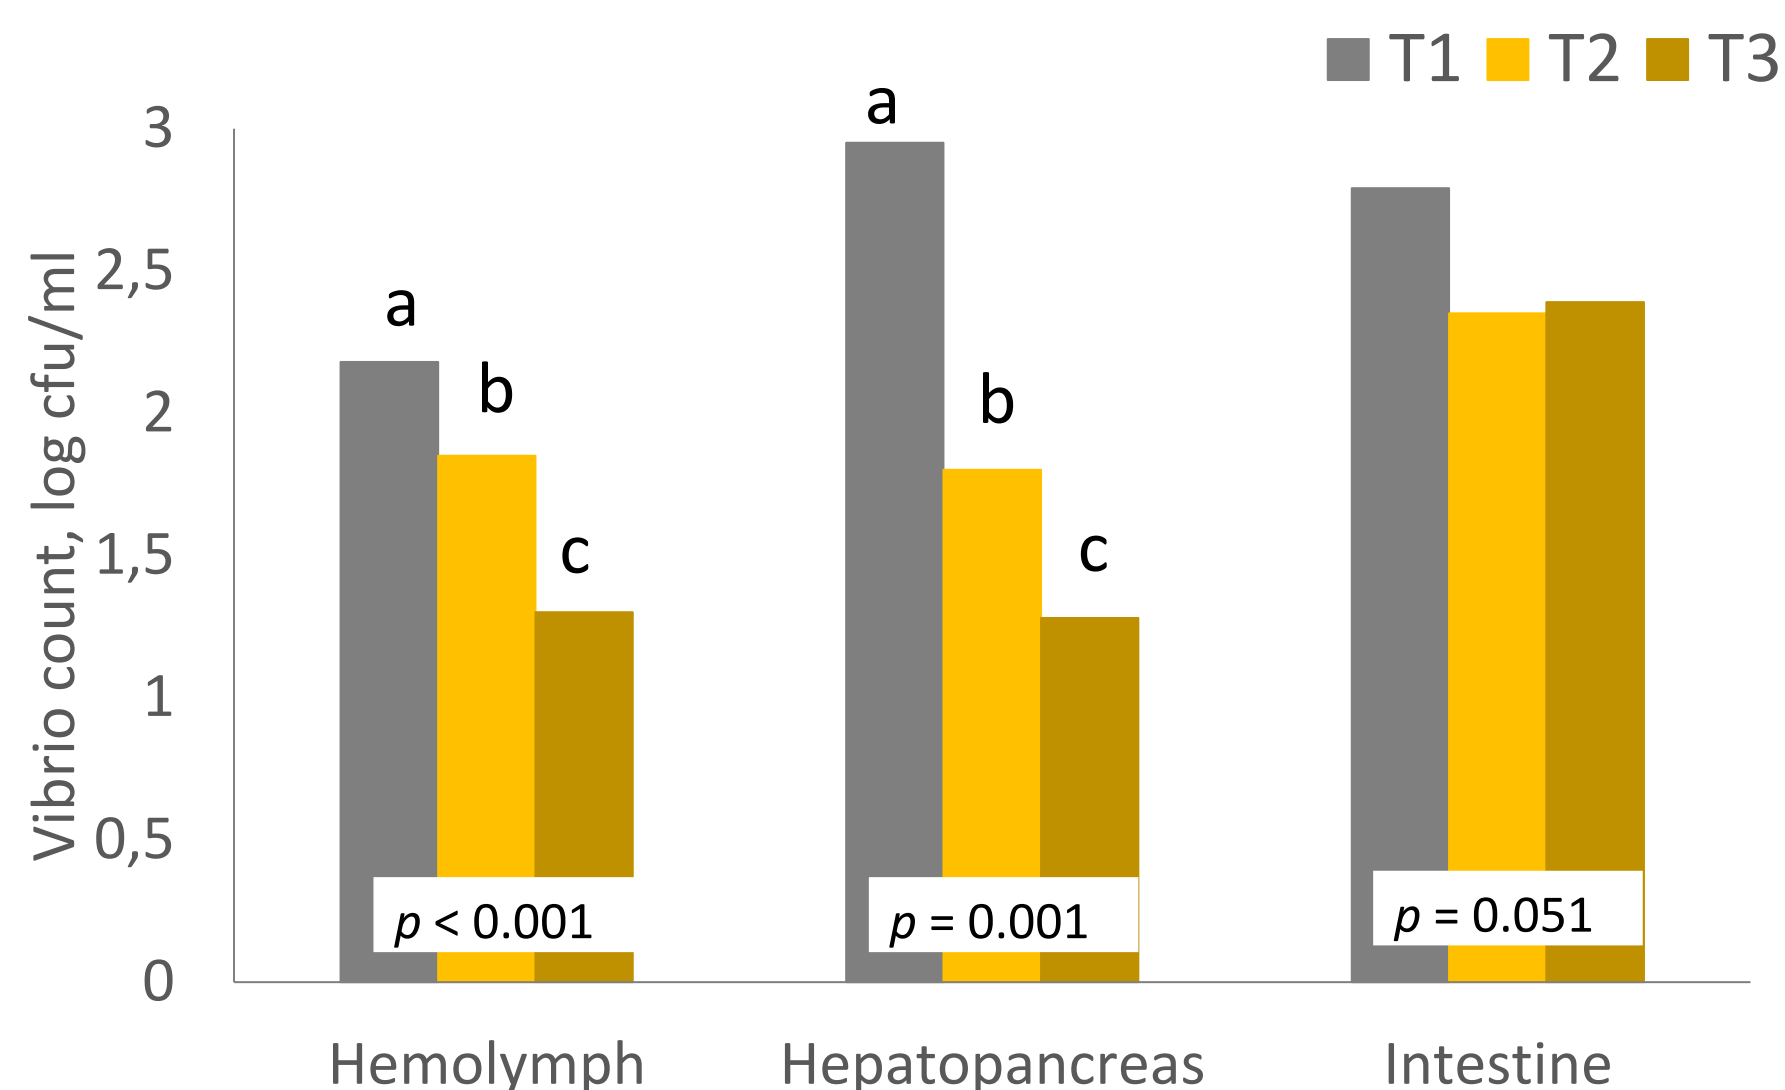 T1 T2 T3
Vibrio count, log cfu/ml
3
2,5
2
1,5
1
0,5
0
a
b
c
a
b
c
p < 0.001
p = 0.001
p = 0.051
Hemolymph Hepatopancreas Intestine